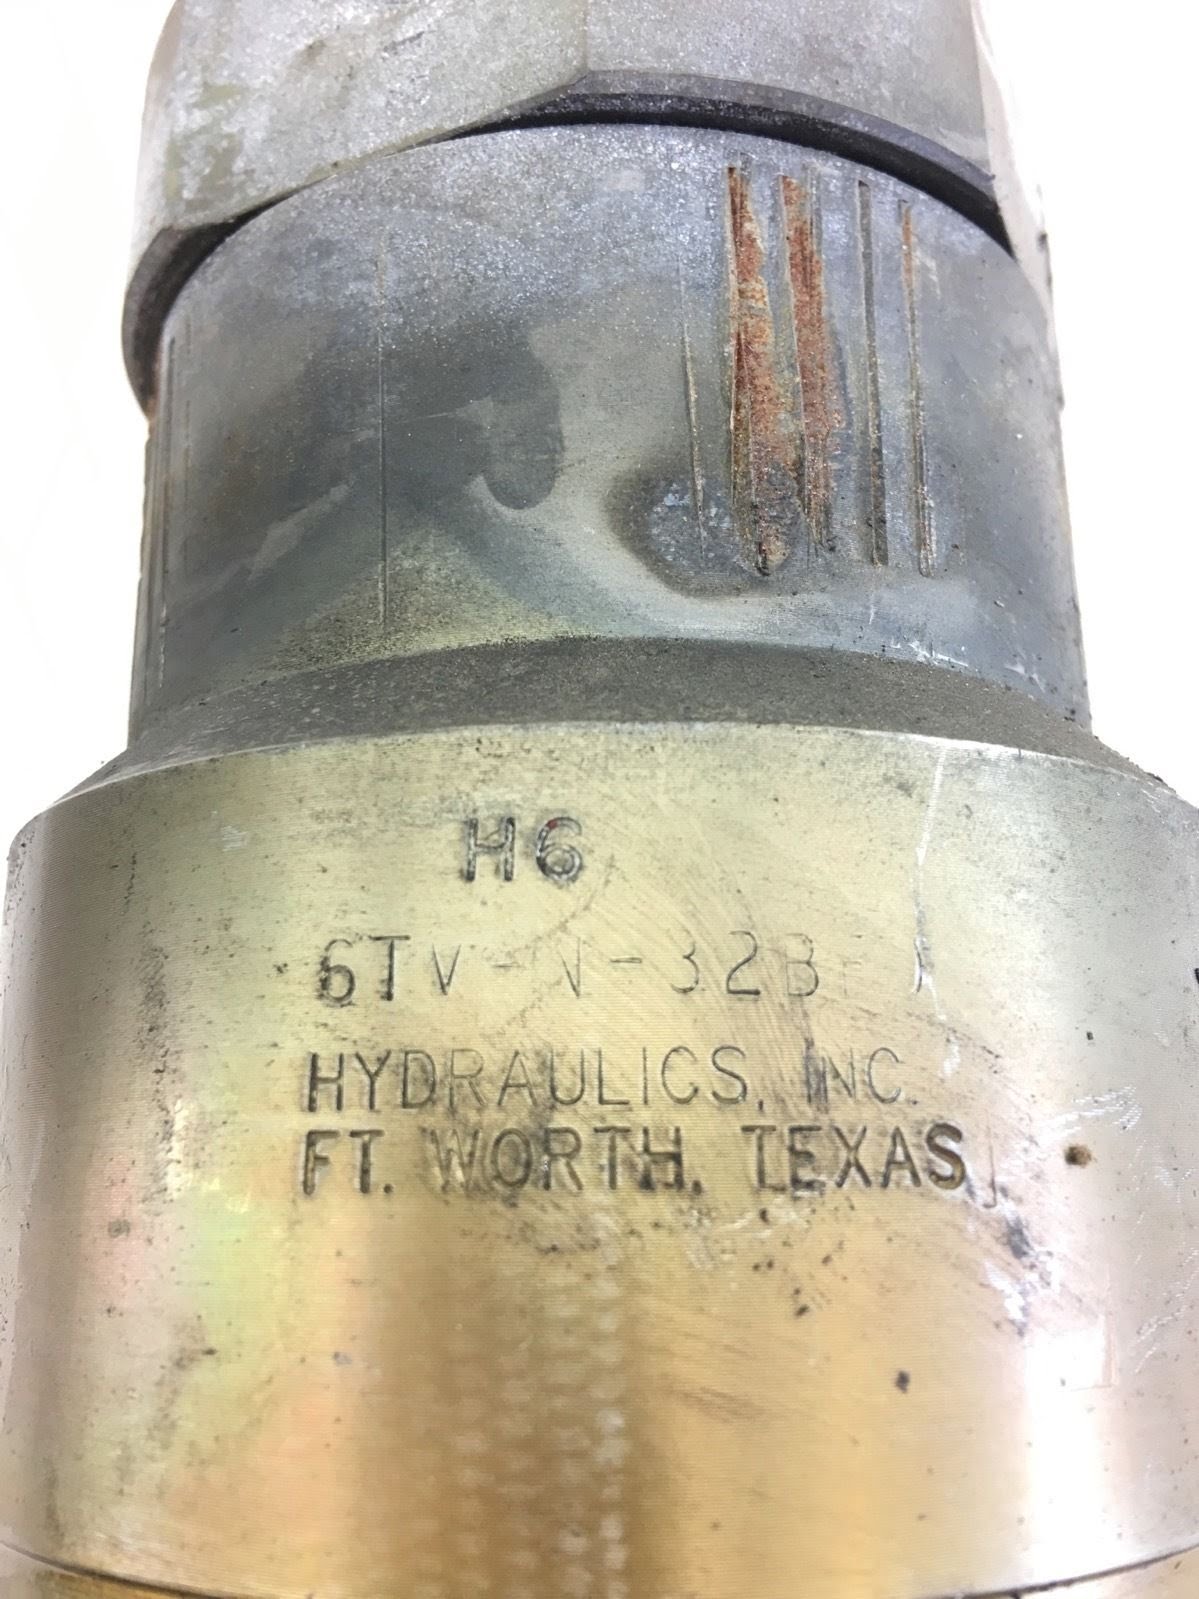 H6
HYDRAULICS, INC.
FT. WORTH, TEXAS